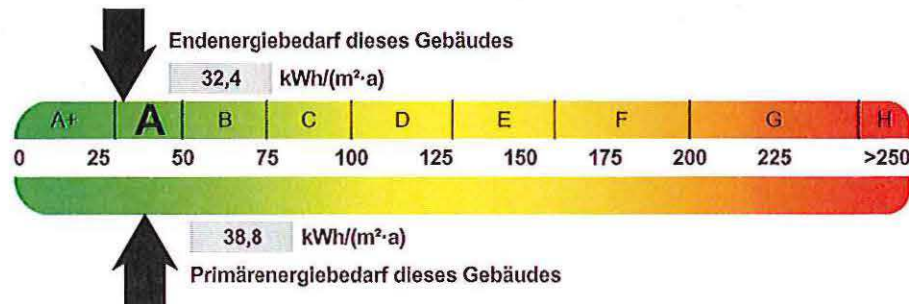 Endenergiebedarf dieses Gebäudes
32,4 kWh/(m²·a)
A+ A B C D E F G H
0 25 50 75 100 125 150 175 200 225 >250
38,8 kWh/(m²·a)
Primärenergiebedarf dieses Gebäudes